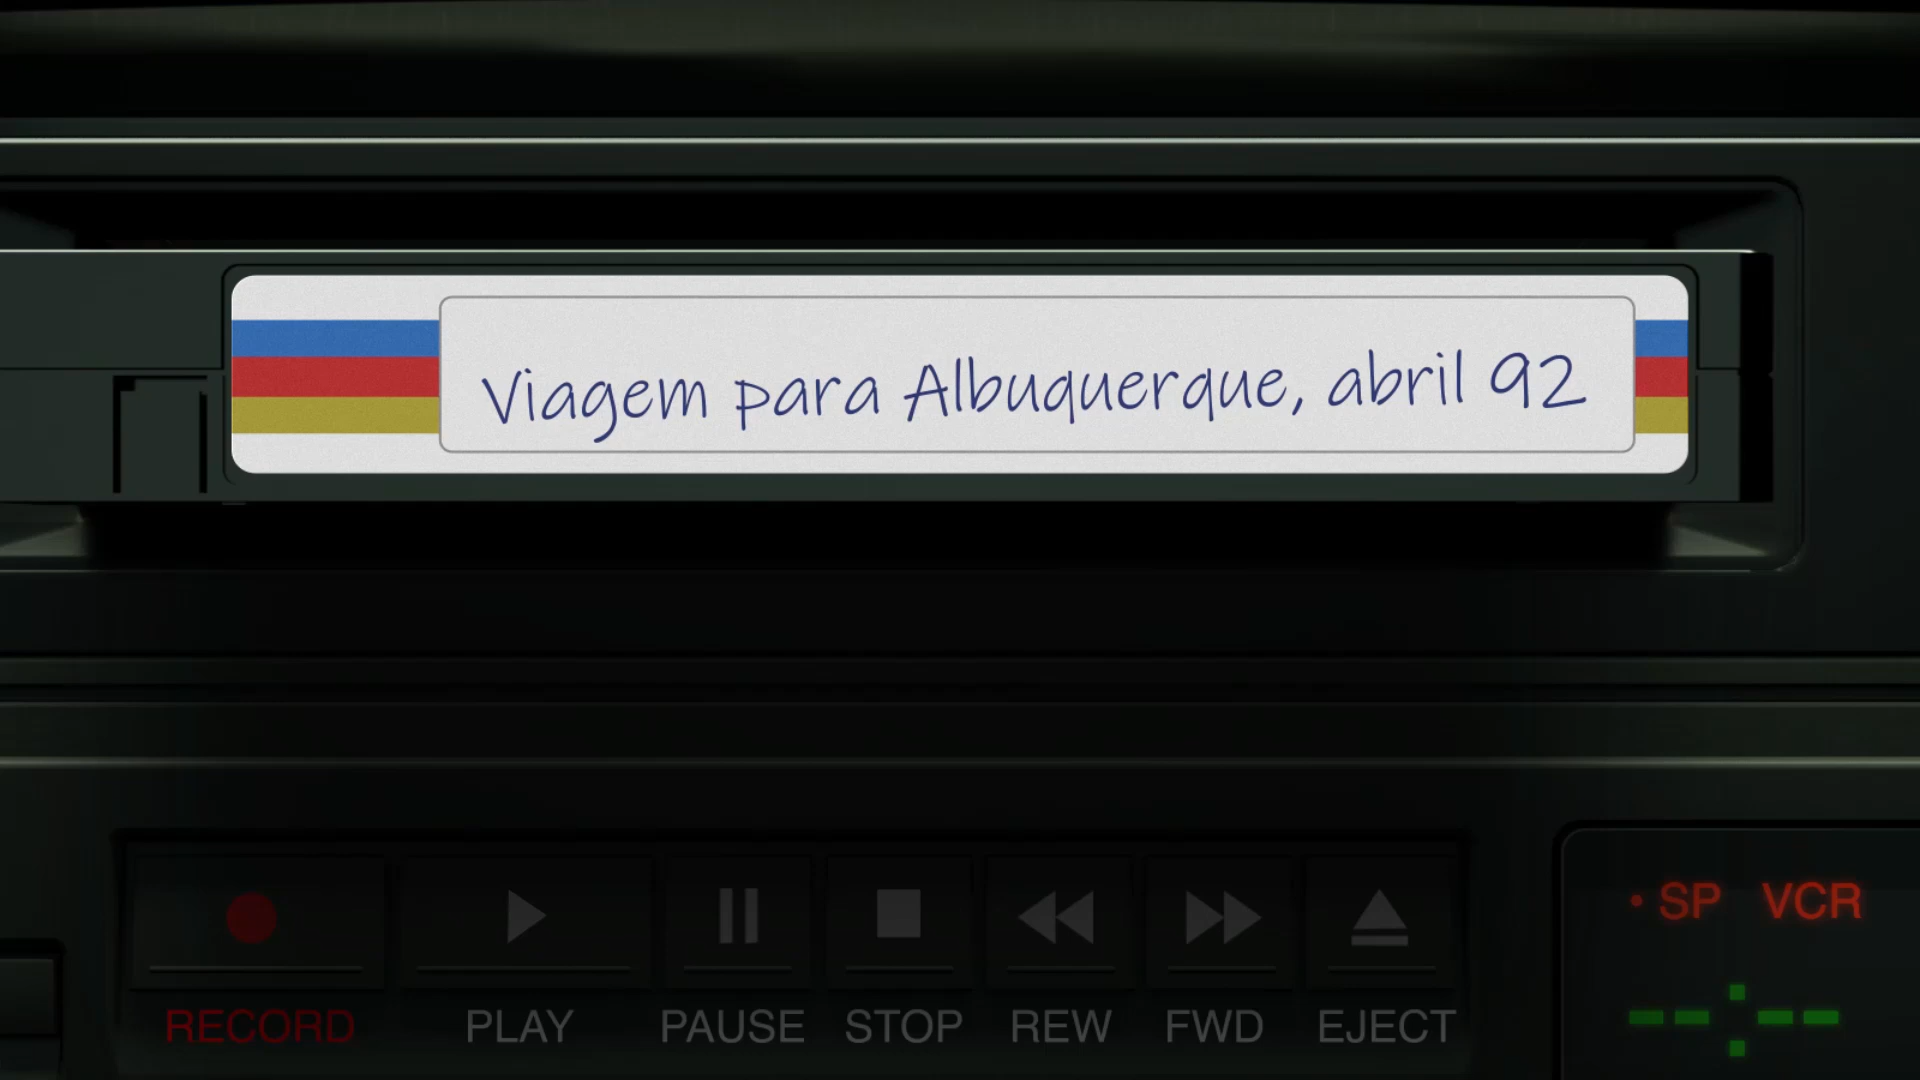 Viagem para Albuquerque, abril 92
• SP VCR
RECORD PLAY PAUSE STOP REW FWD EJECT
--:--